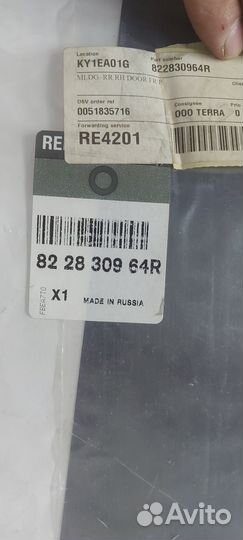 Location
KY1EA01G
Part number
822830964R
MLDG-RR RH DOOR FR P
DSV order ref
0051835716
Consignee
000 TERRA
Forwarding service
RE4201
RE
82 28 309 64R
X1
MADE IN RUSSIA
Avito